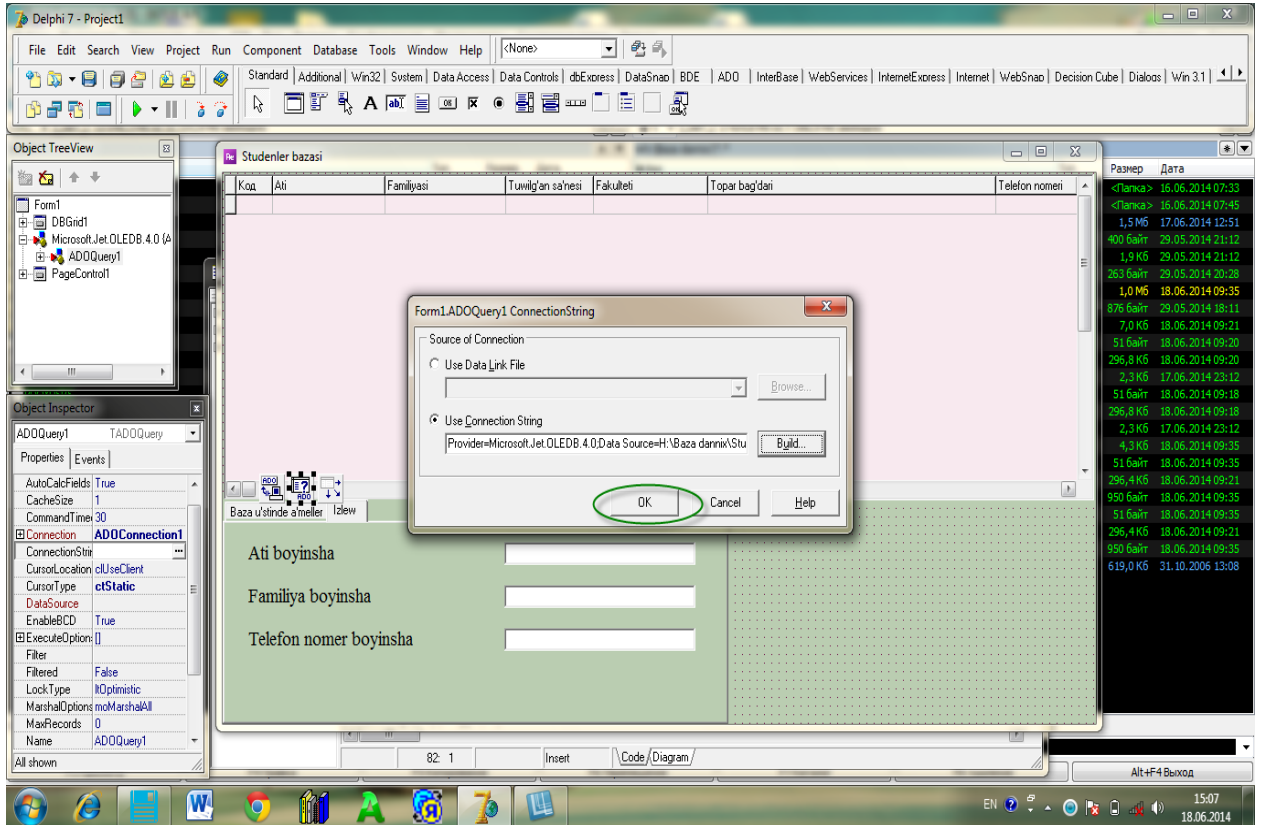 Delphi 7 - Project1
File Edit Search View Project Run Component Database Tools Window Help <None>
Standard Additional Win32 System Data Access Data Controls dbExpress DataSnap BDE ADO InterBase WebServices InternetExpress Internet WebSnap Decision Cube Dialogs Win 3.1
Object TreeView
Form1
DBGrid1
Microsoft.Jet.OLEDB.4.0 (A
ADOQuery1
PageControl1
Object Inspector
ADOQuery1 TADOQuery
Properties Events
AutoCalcFields True
CacheSize 1
CommandTime 30
Connection ADOConnection1
ConnectionStrin
CursorLocation clUseClient
CursorType ctStatic
DataSource
EnableBCD True
ExecuteOption []
Filter
Filtered False
LockType ltOptimistic
MarshalOptions moMarshalAll
MaxRecords 0
Name ADOQuery1
All shown
Studenler bazasi
Код Ati Familiyasi Tuwilg'an sa'nesi Fakulteti Topar bag'dari Telefon nomeri
Form1.ADOQuery1 ConnectionString
Source of Connection
Use Data Link File
Browse...
Use Connection String
Provider=Microsoft.Jet.OLEDB.4.0;Data Source=H:\Baza dannix\Stu Build...
OK Cancel Help
Baza u'stinde a'meller Izlew
Ati boyinsha
Familiya boyinsha
Telefon nomer boyinsha
82: 1 Insert Code Diagram
Размер Дата
<Папка> 16.06.2014 07:33
<Папка> 16.06.2014 07:45
1,5 Мб 17.06.2014 12:51
400 байт 29.05.2014 21:12
1,9 Кб 29.05.2014 21:12
263 байт 29.05.2014 20:28
1,0 Мб 18.06.2014 09:35
876 байт 29.05.2014 18:11
7,0 Кб 18.06.2014 09:21
51 байт 18.06.2014 09:20
296,8 Кб 18.06.2014 09:20
2,3 Кб 17.06.2014 23:12
51 байт 18.06.2014 09:18
296,8 Кб 18.06.2014 09:18
2,3 Кб 17.06.2014 23:12
4,3 Кб 18.06.2014 09:35
51 байт 18.06.2014 09:35
296,4 Кб 18.06.2014 09:21
950 байт 18.06.2014 09:35
51 байт 18.06.2014 09:35
296,4 Кб 18.06.2014 09:21
950 байт 18.06.2014 09:35
619,0 Кб 31.10.2006 13:08
Alt+F4 Выход
EN 15:07
18.06.2014